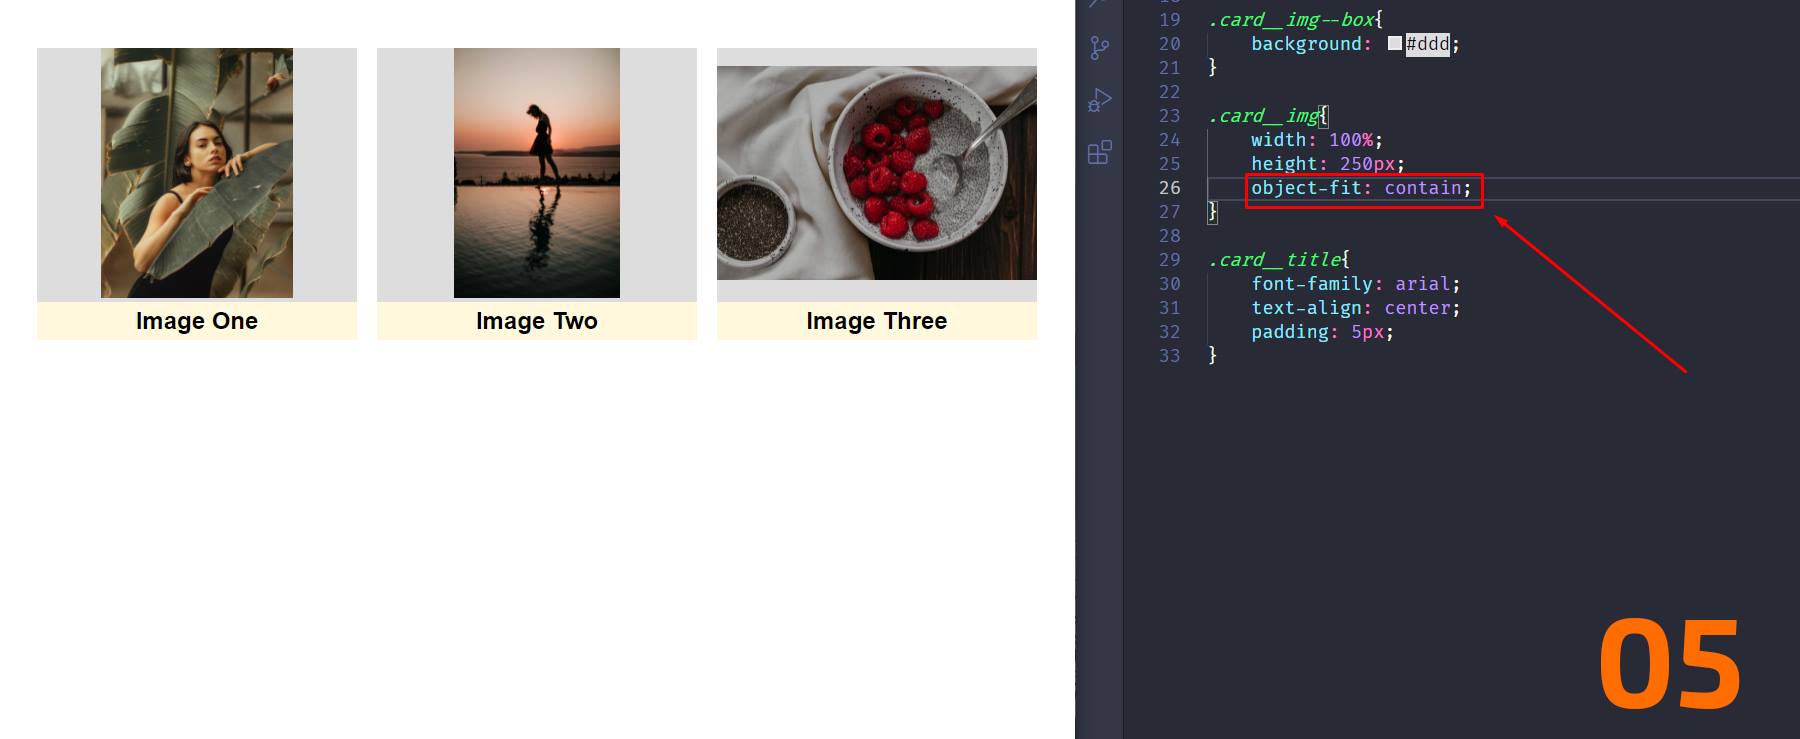 Image One
Image Two
Image Three
19 .card__img--box{
20 background: #ddd;
21 }
22
23 .card__img{
24 width: 100%;
25 height: 250px;
26 object-fit: contain;
27 }
28
29 .card__title{
30 font-family: arial;
31 text-align: center;
32 padding: 5px;
33 }
05